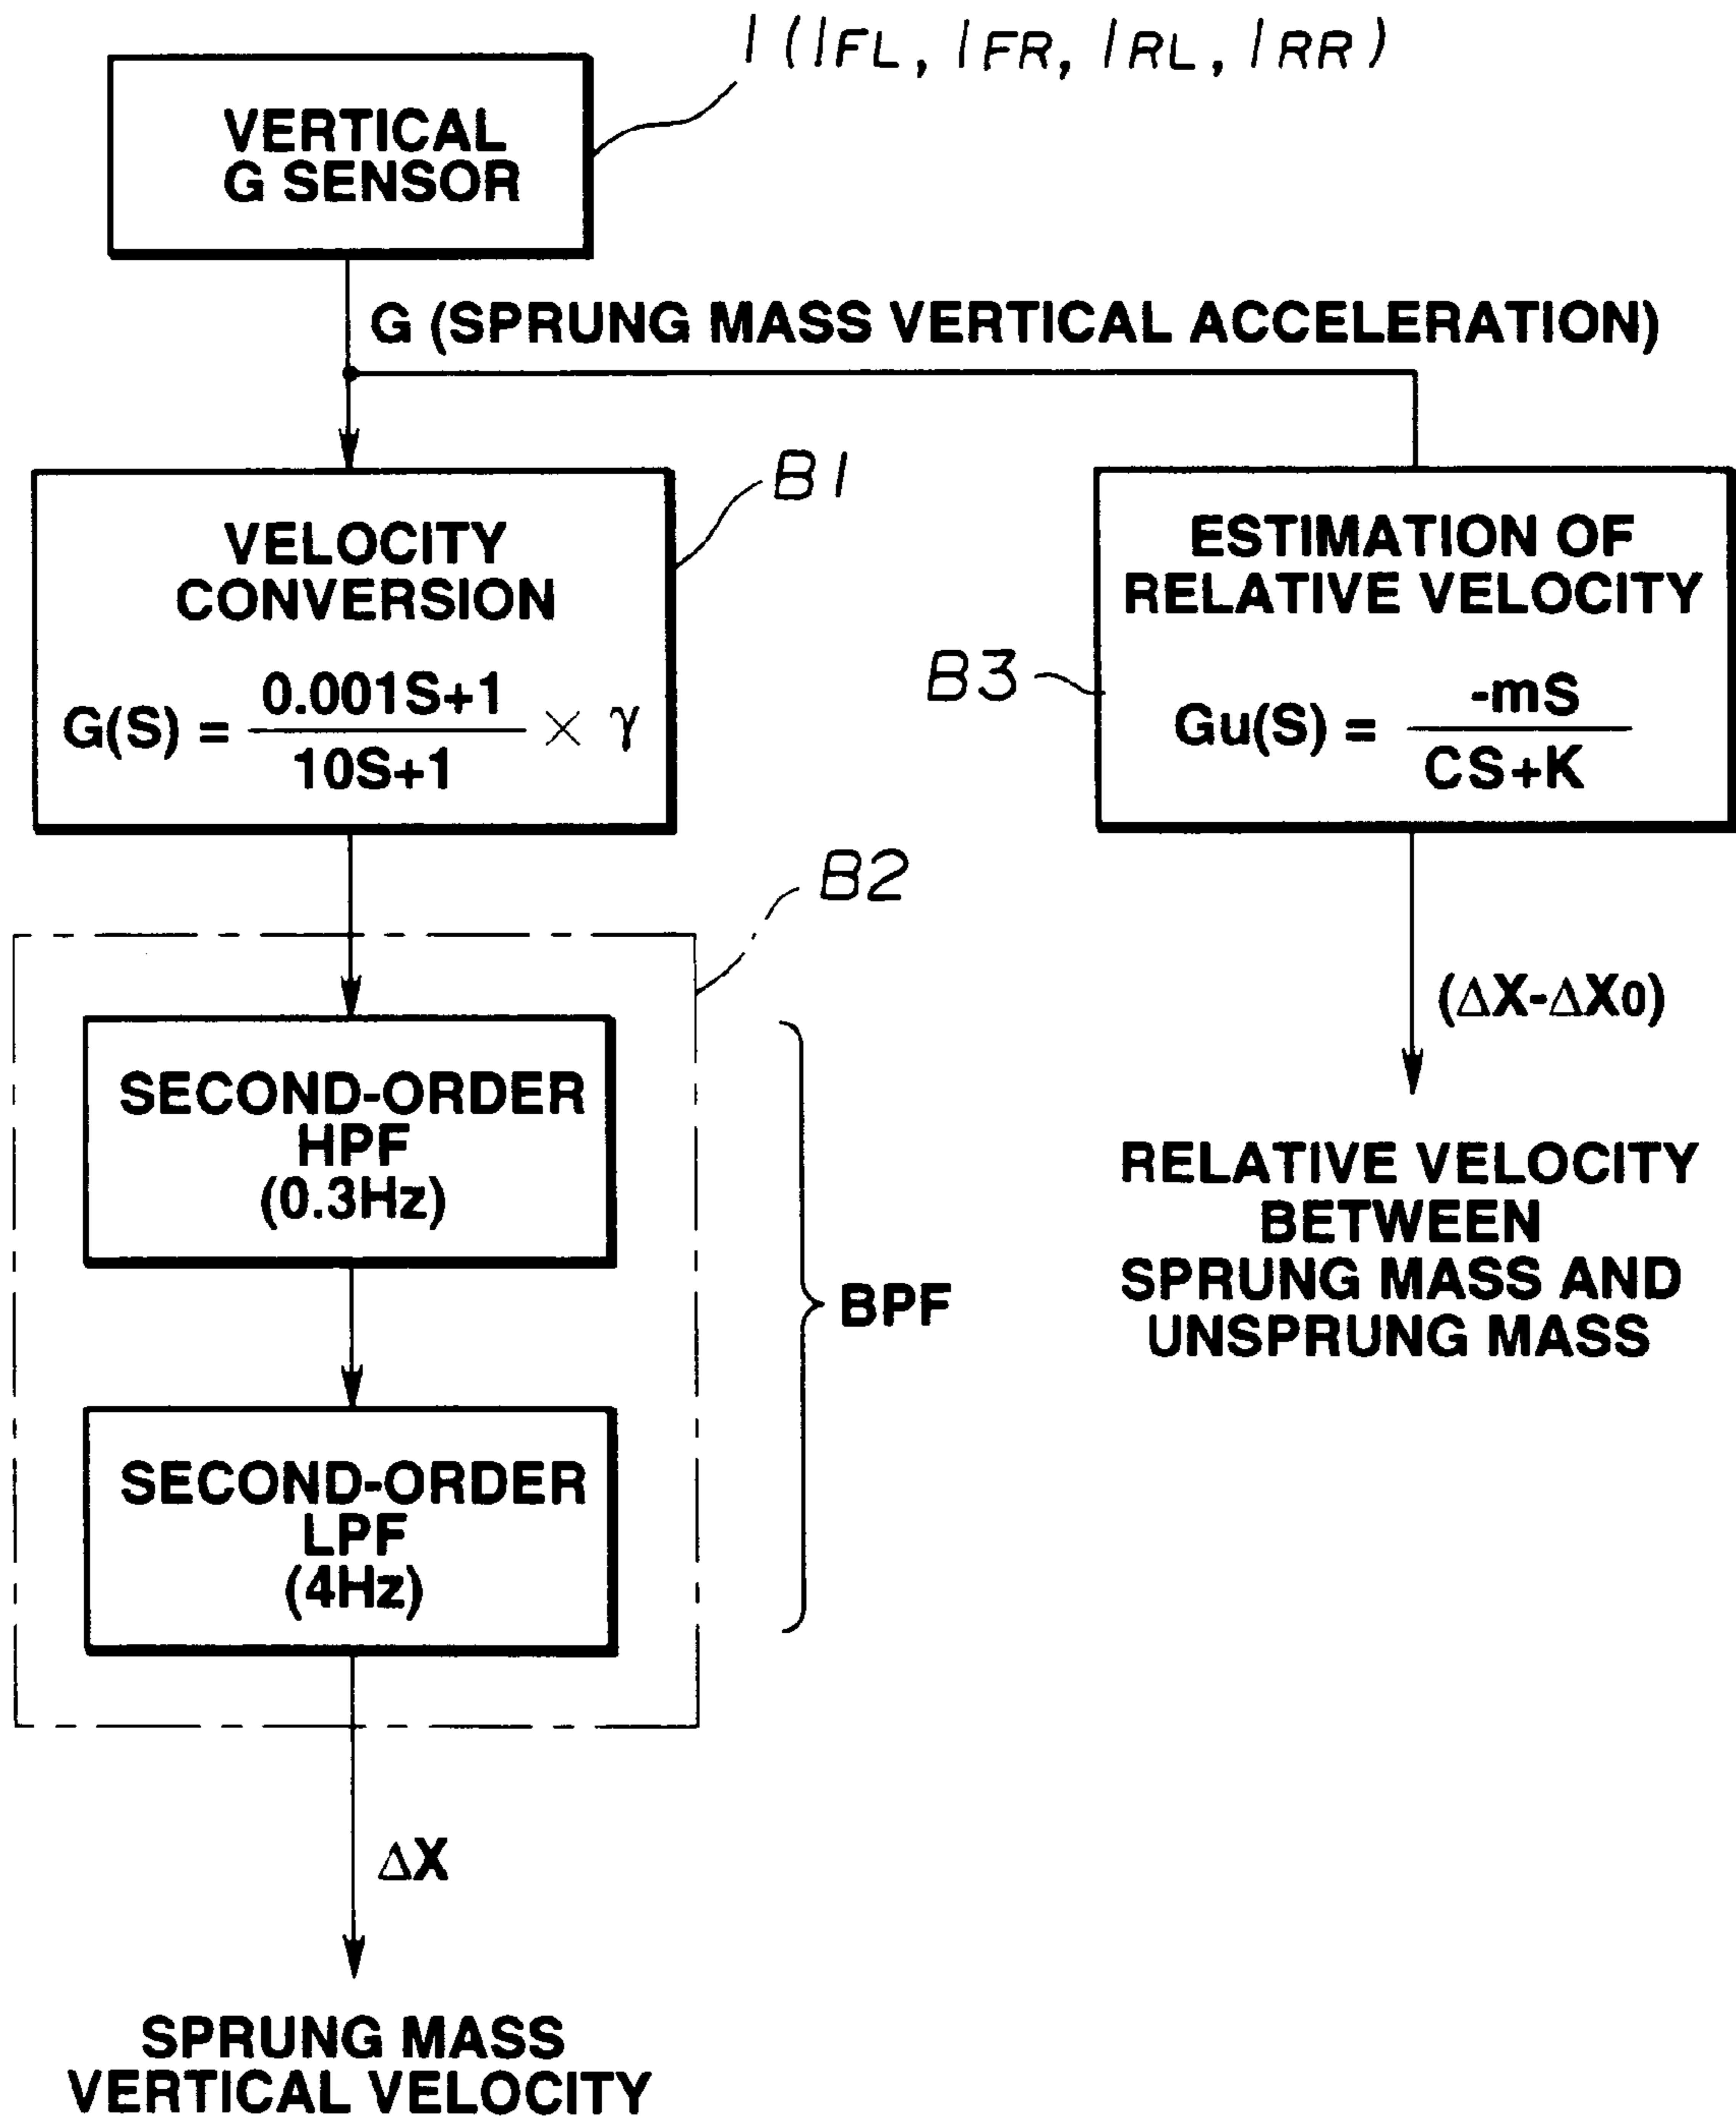 1 (1FL, 1FR, 1RL, 1RR)
VERTICAL
G SENSOR
G (SPRUNG MASS VERTICAL ACCELERATION)
B1
VELOCITY
CONVERSION
G(S) = 0.001S+1 / 10S+1 × γ
ESTIMATION OF
RELATIVE VELOCITY
B3
Gu(S) = -mS / CS+K
B2
(ΔX-ΔX0)
SECOND-ORDER
HPF
(0.3Hz)
RELATIVE VELOCITY
BETWEEN
SPRUNG MASS AND
UNSPRUNG MASS
BPF
SECOND-ORDER
LPF
(4Hz)
ΔX
SPRUNG MASS
VERTICAL VELOCITY